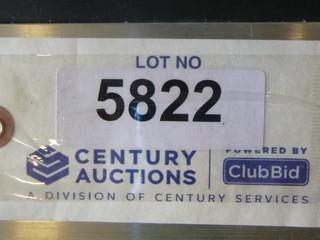 LOT NO
5822
CENTURY AUCTIONS
POWERED BY
ClubBid
A DIVISION OF CENTURY SERVICES